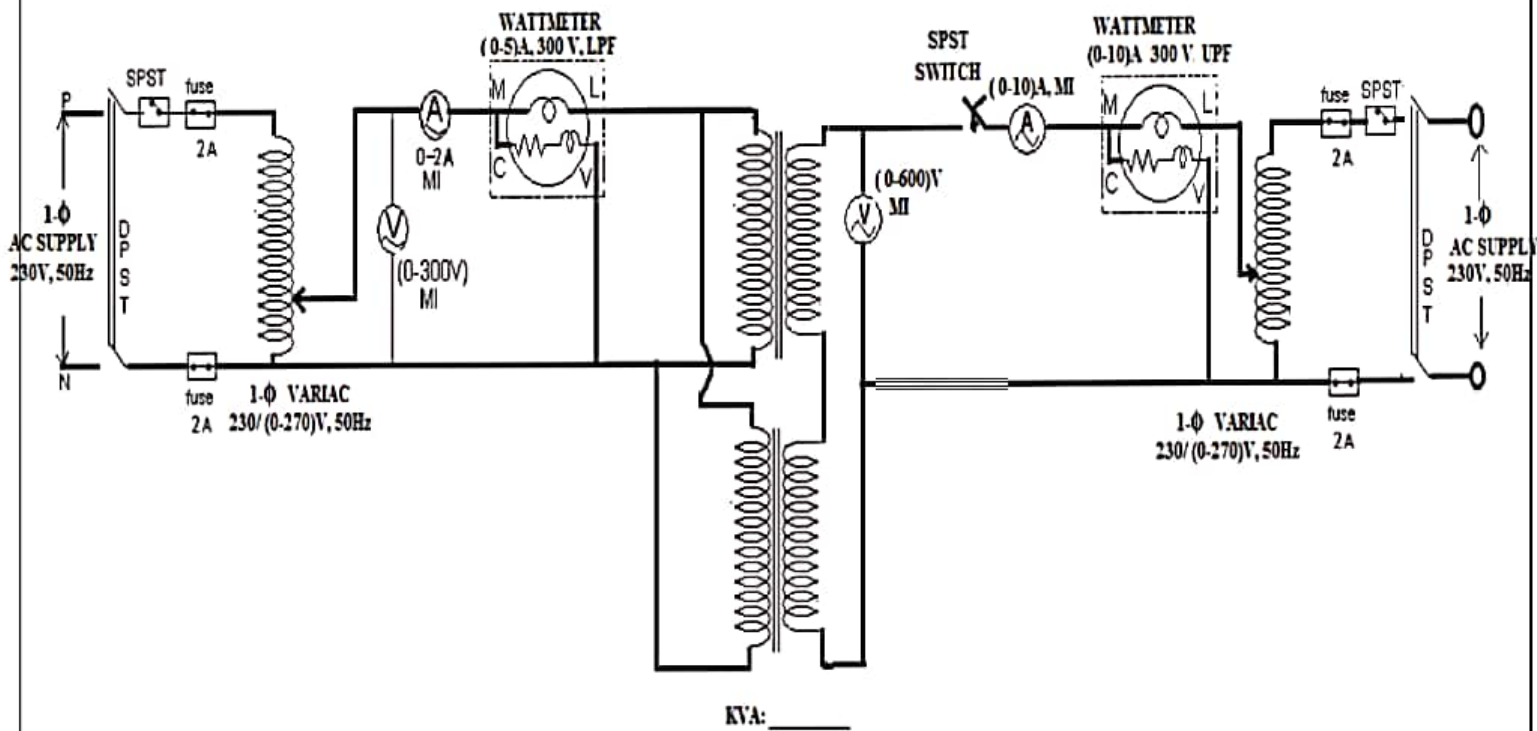 WATTMETER
(0-5)A, 300 V, LPF
SPST
SWITCH
(0-10)A, MI
WATTMETER
(0-10)A 300 V UPF
P
SPST
fuse
2A
A
0-2A
MI
M
L
C
V
A
M
L
C
V
fuse
SPST
2A
1-Φ
AC SUPPLY
230V, 50Hz
DPST
V
(0-300V)
MI
V
(0-600)V
MI
DPST
1-Φ
AC SUPPLY
230V, 50Hz
N
fuse
2A
1-Φ VARIAC
230/ (0-270)V, 50Hz
1-Φ VARIAC
230/ (0-270)V, 50Hz
fuse
2A
KVA: